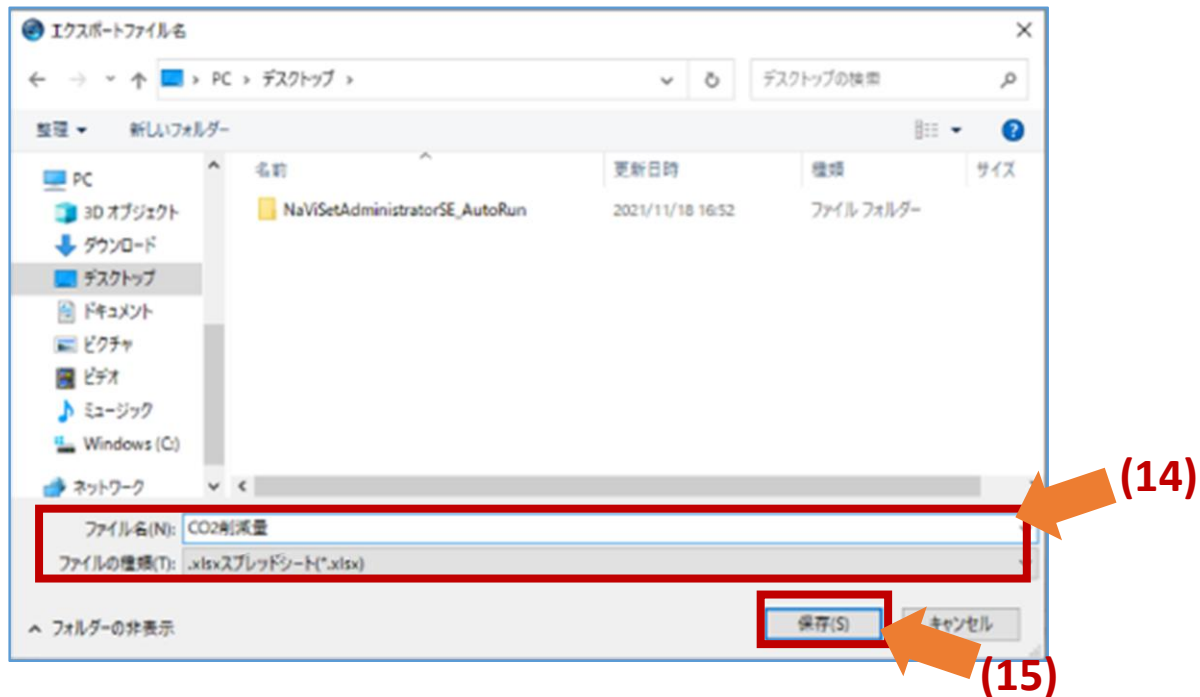 エクスポートファイル名
PC › デスクトップ ›
デスクトップの検索
整理
新しいフォルダー
名前
更新日時
種類
サイズ
PC
3D オブジェクト
ダウンロード
デスクトップ
ドキュメント
ピクチャ
ビデオ
ミュージック
Windows (C:)
ネットワーク
NaViSetAdministratorSE_AutoRun
2021/11/18 16:52
ファイル フォルダー
(14)
ファイル名(N): CO2削減量
ファイルの種類(T): .xlsxスプレッドシート(*.xlsx)
フォルダーの非表示
保存(S)
キャンセル
(15)